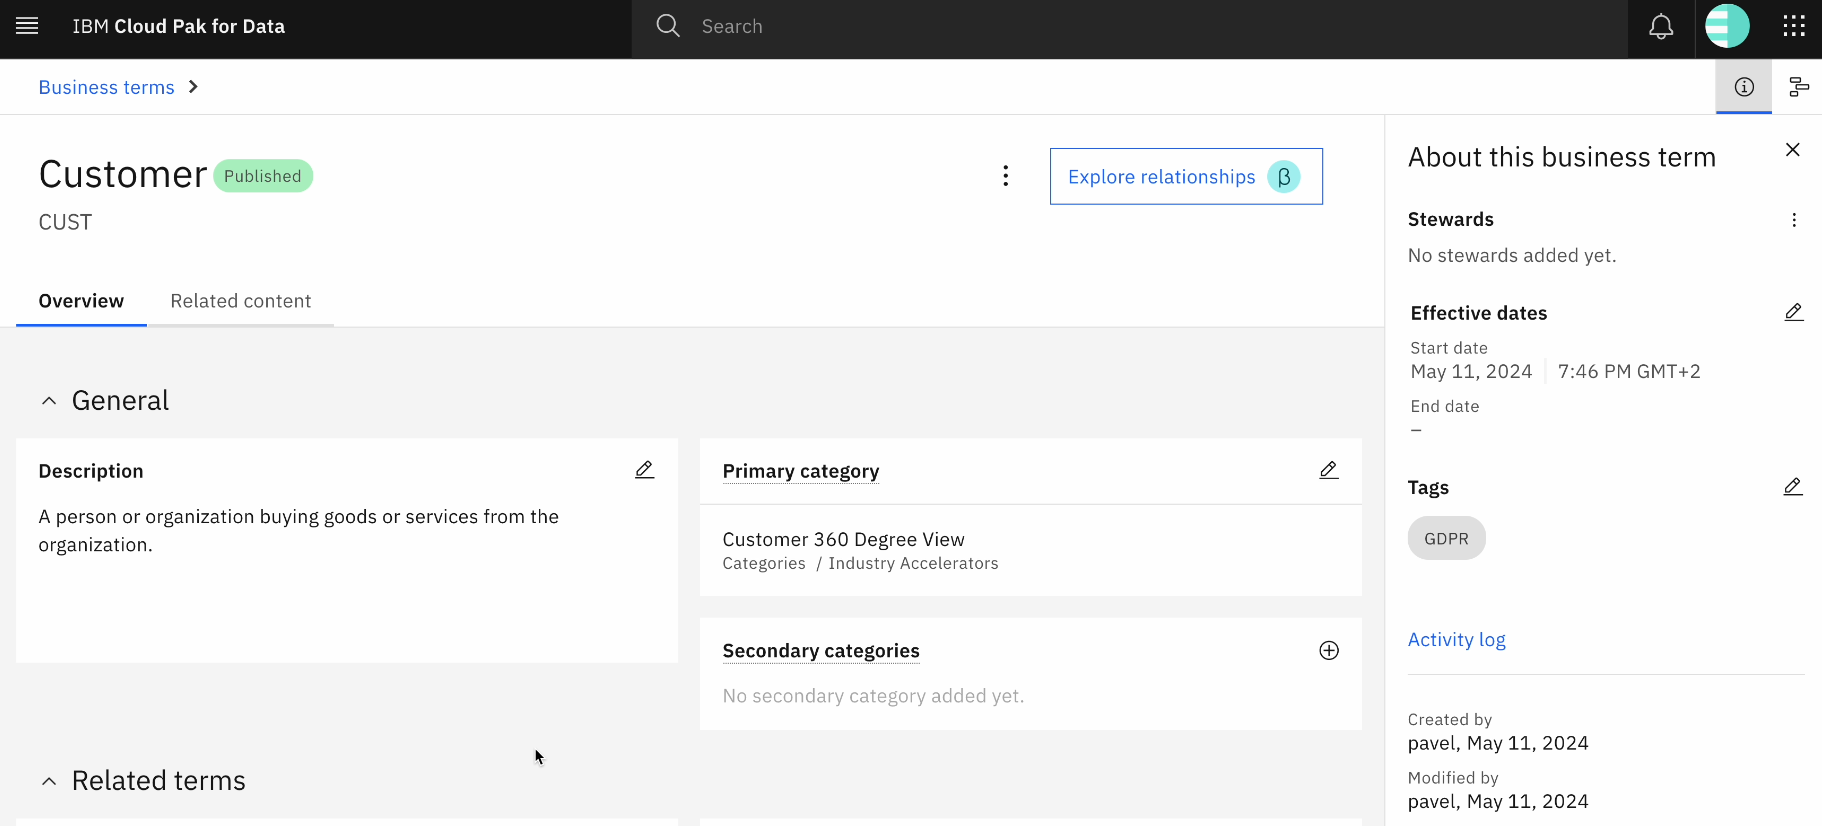 IBM Cloud Pak for Data
Search
Business terms
Customer Published
CUST
Explore relationships β
Overview
Related content
General
Description
A person or organization buying goods or services from the
organization.
Primary category
Customer 360 Degree View
Categories / Industry Accelerators
Secondary categories
No secondary category added yet.
Related terms
About this business term
Stewards
No stewards added yet.
Effective dates
Start date
May 11, 2024 7:46 PM GMT+2
End date
–
Tags
GDPR
Activity log
Created by
pavel, May 11, 2024
Modified by
pavel, May 11, 2024